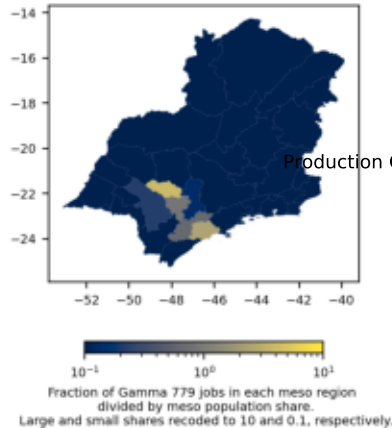 −14
−16
−18
−20
−22
−24
Production
−52 −50 −48 −46 −44 −42 −40
10⁻¹ 10⁰ 10¹
Fraction of Gamma 779 jobs in each meso region
divided by meso population share.
Large and small shares recoded to 10 and 0.1, respectively